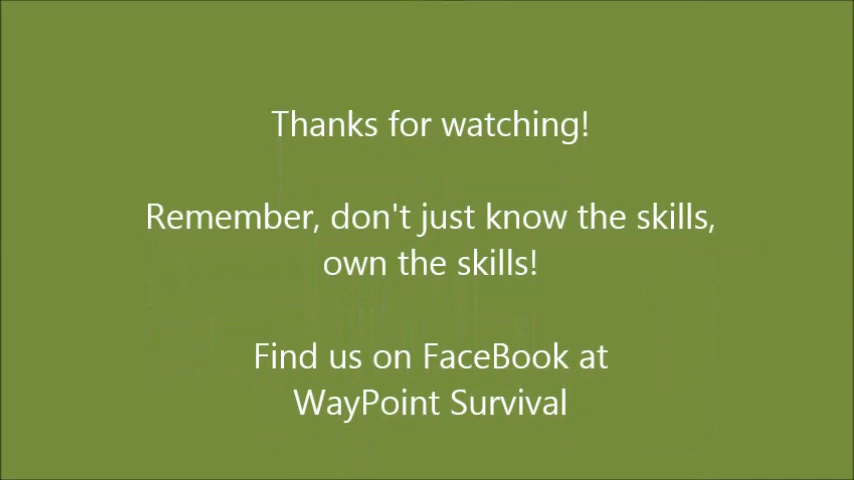 Thanks for watching!
Remember, don't just know the skills,
own the skills!
Find us on FaceBook at
WayPoint Survival